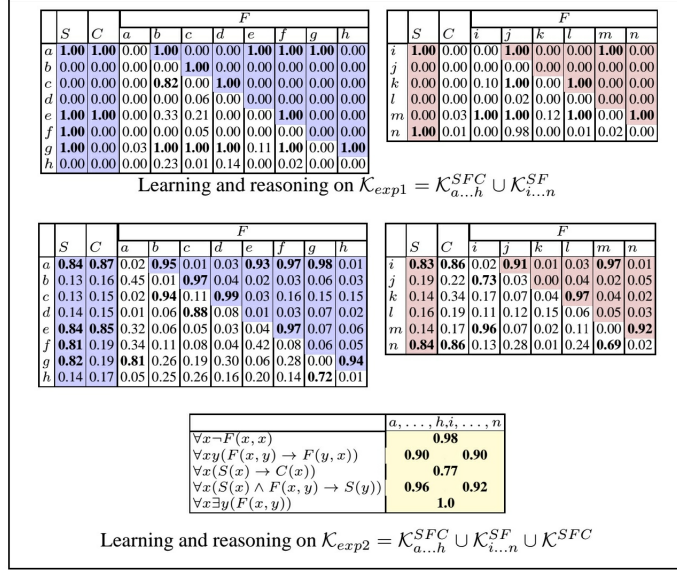 F
S C a b c d e f g h
a 1.00 1.00 0.00 1.00 0.00 0.00 1.00 1.00 1.00 0.00
b 0.00 0.00 0.00 0.00 1.00 0.00 0.00 0.00 0.00 0.00
c 0.00 0.00 0.00 0.82 0.00 1.00 0.00 0.00 0.00 0.00
d 0.00 0.00 0.00 0.00 0.06 0.00 0.00 0.00 0.00 0.00
e 1.00 1.00 0.00 0.33 0.21 0.00 0.00 1.00 0.00 0.00
f 1.00 0.00 0.00 0.00 0.05 0.00 0.00 0.00 0.00 0.00
g 1.00 0.00 0.03 1.00 1.00 1.00 0.11 1.00 0.00 1.00
h 0.00 0.00 0.00 0.23 0.01 0.14 0.00 0.02 0.00 0.00
F
S C i j k l m n
i 1.00 0.00 0.00 1.00 0.00 0.00 1.00 0.00
j 0.00 0.00 0.00 0.00 0.00 0.00 0.00 0.00
k 0.00 0.00 0.10 1.00 0.00 1.00 0.00 0.00
l 0.00 0.00 0.00 0.02 0.00 0.00 0.00 0.00
m 0.00 0.03 1.00 1.00 0.12 1.00 0.00 1.00
n 1.00 0.01 0.00 0.98 0.00 0.01 0.02 0.00
Learning and reasoning on K_exp1 = K^SFC_a...h ∪ K^SF_i...n
F
S C a b c d e f g h
a 0.84 0.87 0.02 0.95 0.01 0.03 0.93 0.97 0.98 0.01
b 0.13 0.16 0.45 0.01 0.97 0.04 0.02 0.03 0.06 0.03
c 0.13 0.15 0.02 0.94 0.11 0.99 0.03 0.16 0.15 0.15
d 0.14 0.15 0.01 0.06 0.88 0.08 0.01 0.03 0.07 0.02
e 0.84 0.85 0.32 0.06 0.05 0.03 0.04 0.97 0.07 0.06
f 0.81 0.19 0.34 0.11 0.08 0.04 0.42 0.08 0.06 0.05
g 0.82 0.19 0.81 0.26 0.19 0.30 0.06 0.28 0.00 0.94
h 0.14 0.17 0.05 0.25 0.26 0.16 0.20 0.14 0.72 0.01
F
S C i j k l m n
i 0.83 0.86 0.02 0.91 0.01 0.03 0.97 0.01
j 0.19 0.22 0.73 0.03 0.00 0.04 0.02 0.05
k 0.14 0.34 0.17 0.07 0.04 0.97 0.04 0.02
l 0.16 0.19 0.11 0.12 0.15 0.06 0.05 0.03
m 0.14 0.17 0.96 0.07 0.02 0.11 0.00 0.92
n 0.84 0.86 0.13 0.28 0.01 0.24 0.69 0.02
a, . . . , h,i, . . . , n
∀x¬F(x, x) 0.98
∀xy(F(x, y) → F(y, x)) 0.90 0.90
∀x(S(x) → C(x)) 0.77
∀x(S(x) ∧ F(x, y) → S(y)) 0.96 0.92
∀x∃y(F(x, y)) 1.0
Learning and reasoning on K_exp2 = K^SFC_a...h ∪ K^SF_i...n ∪ K^SFC